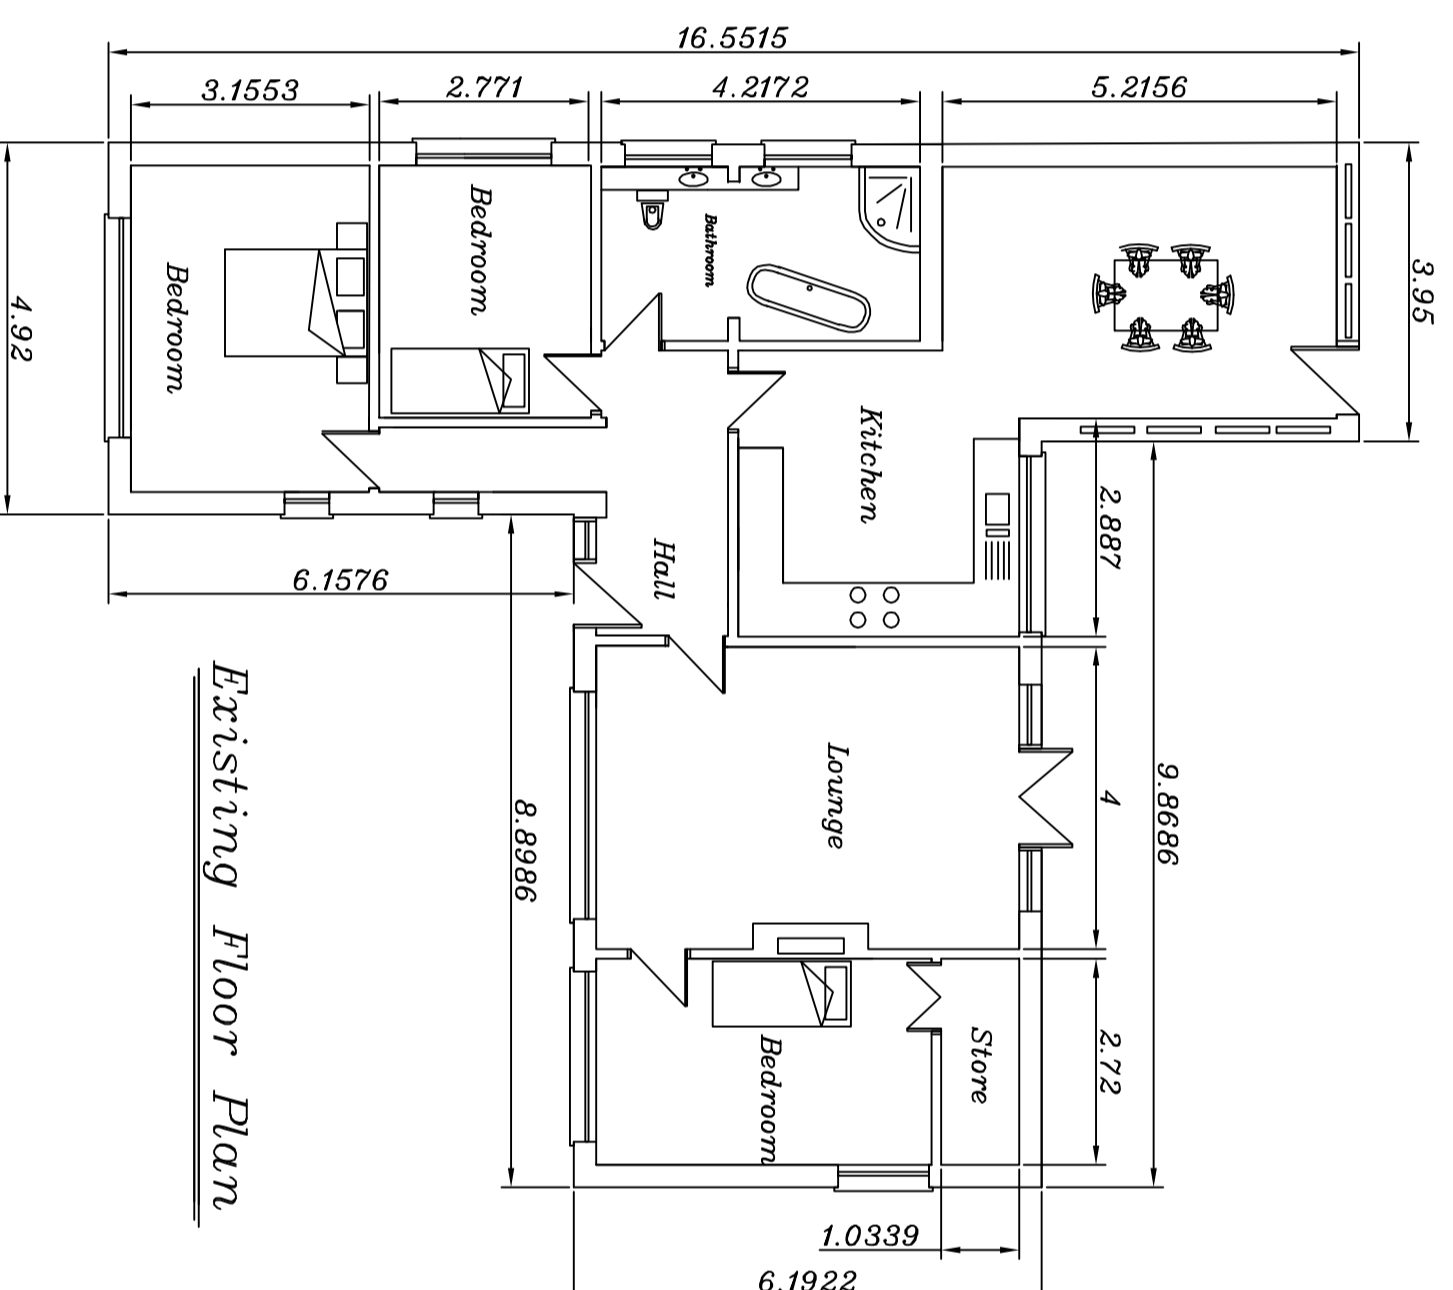 16.5515
3.1553
2.771
4.2172
5.2156
4.92
3.95
Bedroom
Bedroom
Bathroom
Kitchen
Hall
2.887
6.1576
8.8986
Lounge
4
9.8686
Bedroom
Store
2.72
1.0339
6.1922
Existing Floor Plan